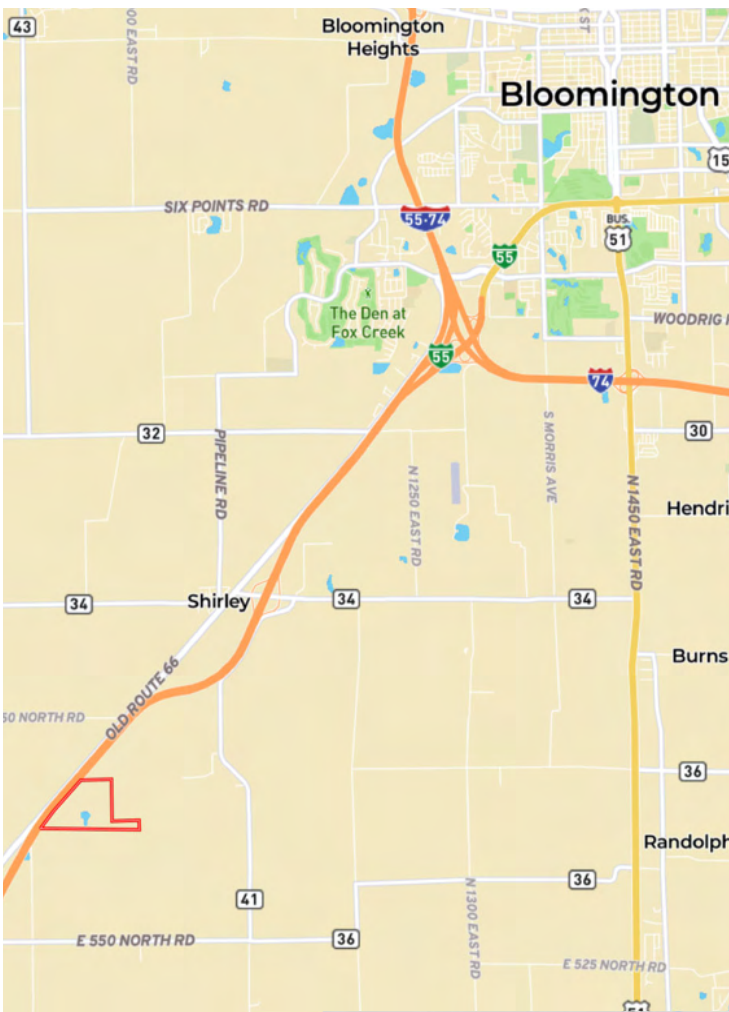 43
00 EAST RD
Bloomington
Heights
ST
Bloomington
15
SIX POINTS RD
55·74
BUS.
51
55
The Den at
Fox Creek
WOODRIG
55
74
32
PIPELINE RD
N 1250 EAST RD
S MORRIS AVE
N 1450 EAST RD
30
Hendri
34
Shirley
34
34
OLD ROUTE 66
Burns
50 NORTH RD
36
Randolph
36
41
N 1300 EAST RD
E 550 NORTH RD
36
E 525 NORTH RD
51